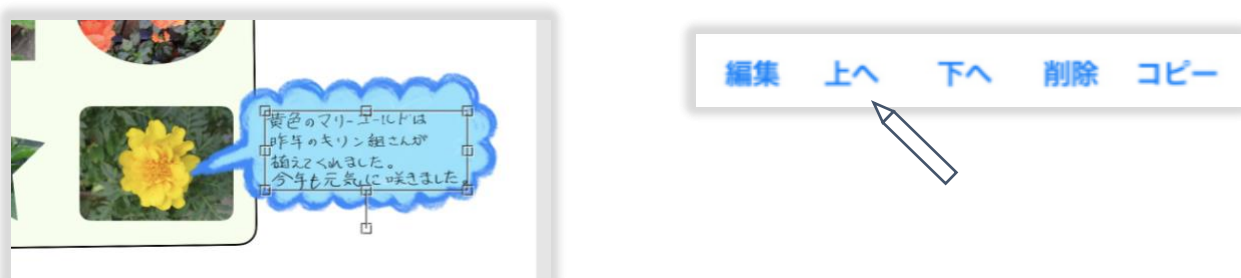 黄色のマリーゴールドは
昨年のキリン組さんが
植えてくれました。
今年も元気に咲きました。
編集 上へ 下へ 削除 コピー